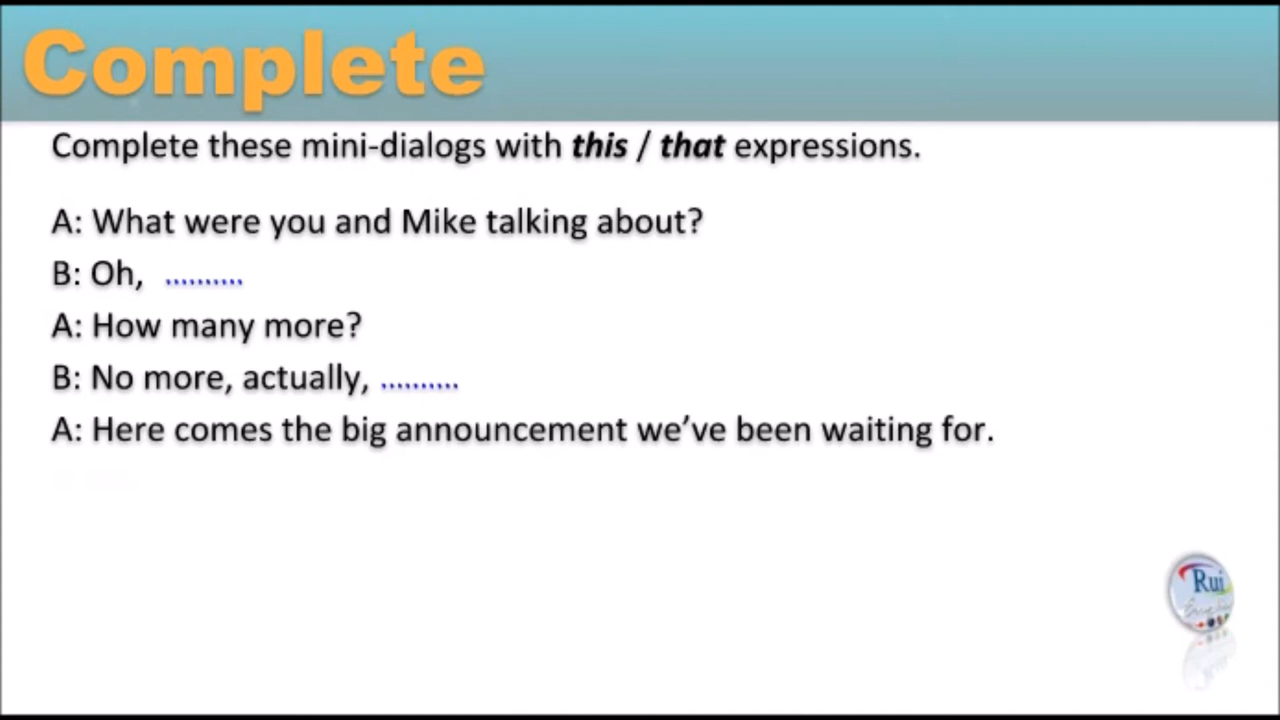 Complete
Complete these mini-dialogs with this / that expressions.
A: What were you and Mike talking about?
B: Oh, ..........
A: How many more?
B: No more, actually, ..........
A: Here comes the big announcement we’ve been waiting for.
Rui